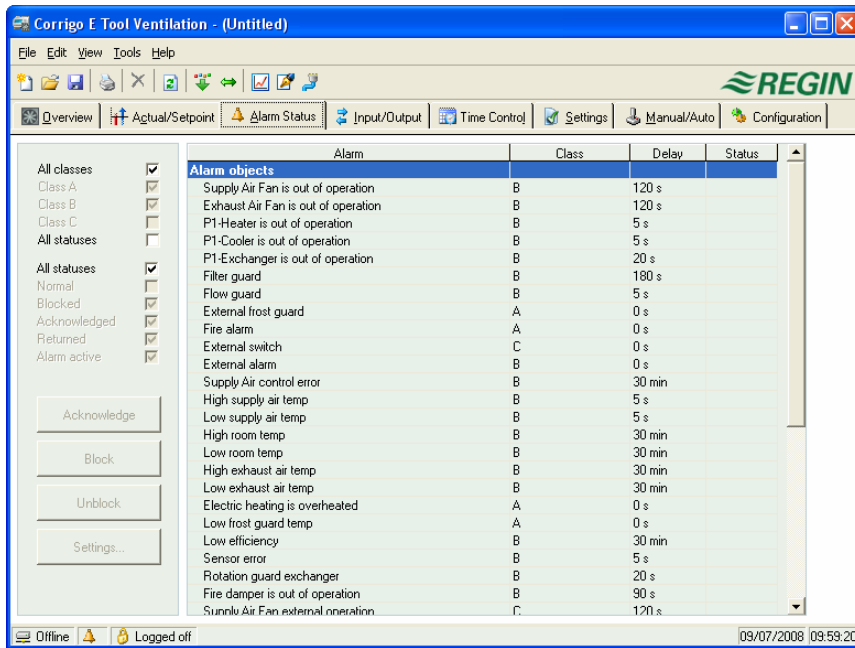 Corrigo E Tool Ventilation - (Untitled)
File Edit View Tools Help
REGIN
Overview Actual/Setpoint Alarm Status Input/Output Time Control Settings Manual/Auto Configuration
All classes
Class A
Class B
Class C
All statuses
All statuses
Normal
Blocked
Acknowledged
Returned
Alarm active
Acknowledge
Block
Unblock
Settings...
Alarm Class Delay Status
Alarm objects
Supply Air Fan is out of operation B 120 s
Exhaust Air Fan is out of operation B 120 s
P1-Heater is out of operation B 5 s
P1-Cooler is out of operation B 5 s
P1-Exchanger is out of operation B 20 s
Filter guard B 180 s
Flow guard B 5 s
External frost guard A 0 s
Fire alarm A 0 s
External switch C 0 s
External alarm B 0 s
Supply Air control error B 30 min
High supply air temp B 5 s
Low supply air temp B 5 s
High room temp B 30 min
Low room temp B 30 min
High exhaust air temp B 30 min
Low exhaust air temp B 30 min
Electric heating is overheated A 0 s
Low frost guard temp A 0 s
Low efficiency B 30 min
Sensor error B 5 s
Rotation guard exchanger B 20 s
Fire damper is out of operation B 90 s
Supply Air Fan external operation C 120 s
Offline Logged off 09/07/2008 09:59:20